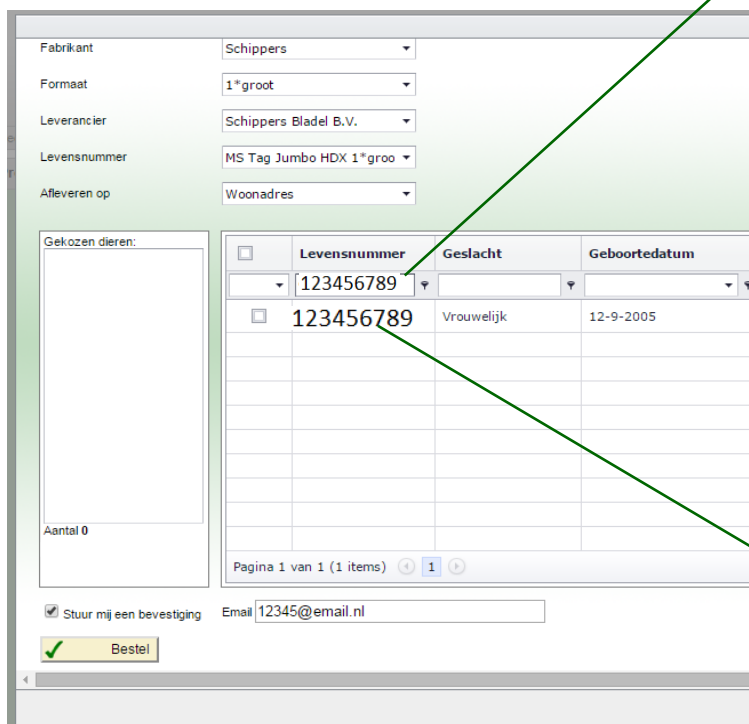 Fabrikant Schippers
Formaat 1*groot
Leverancier Schippers Bladel B.V.
Levensnummer MS Tag Jumbo HDX 1*groo
Afleveren op Woonadres
Gekozen dieren:
Levensnummer Geslacht Geboortedatum
123456789
123456789 Vrouwelijk 12-9-2005
Aantal 0
Pagina 1 van 1 (1 items) 1
Stuur mij een bevestiging Email 12345@email.nl
Bestel